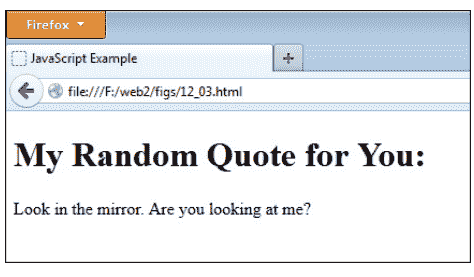 Firefox
JavaScript Example
file:///F:/web2/figs/12_03.html
My Random Quote for You:
Look in the mirror. Are you looking at me?